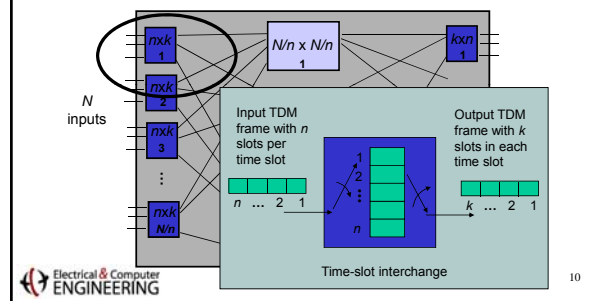 nxk
1
N/n x N/n
1
kxn
1
nxk
2
N
inputs
nxk
3
⋮
nxk
N/n
Input TDM
frame with n
slots per
time slot
n ... 2 1
1
2
⋮
n
Output TDM
frame with k
slots in each
time slot
k ... 2 1
Time-slot interchange
Electrical & Computer
ENGINEERING
10